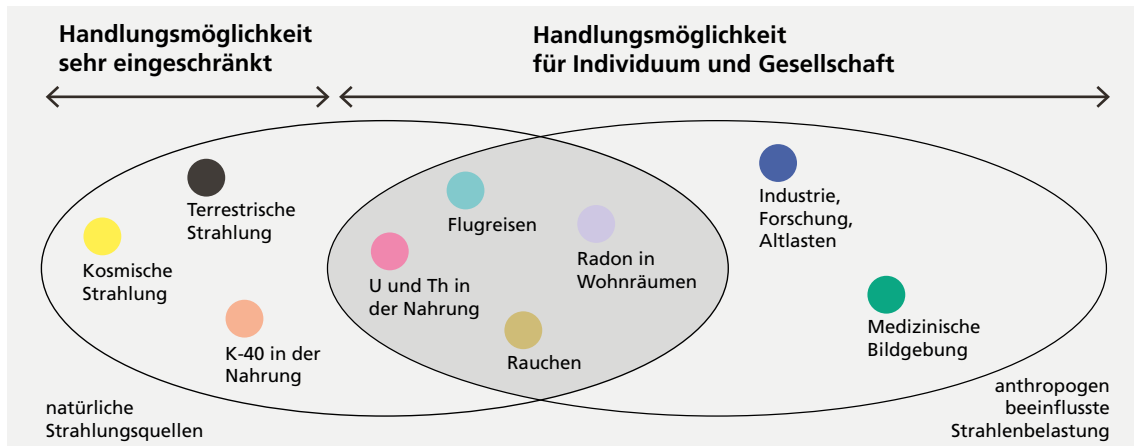 Handlungsmöglichkeit
sehr eingeschränkt
Handlungsmöglichkeit
für Individuum und Gesellschaft
Terrestrische
Strahlung
Kosmische
Strahlung
K-40 in der
Nahrung
Flugreisen
U und Th in
der Nahrung
Radon in
Wohnräumen
Rauchen
Industrie,
Forschung,
Altlasten
Medizinische
Bildgebung
natürliche
Strahlungsquellen
anthropogen
beeinflusste
Strahlenbelastung